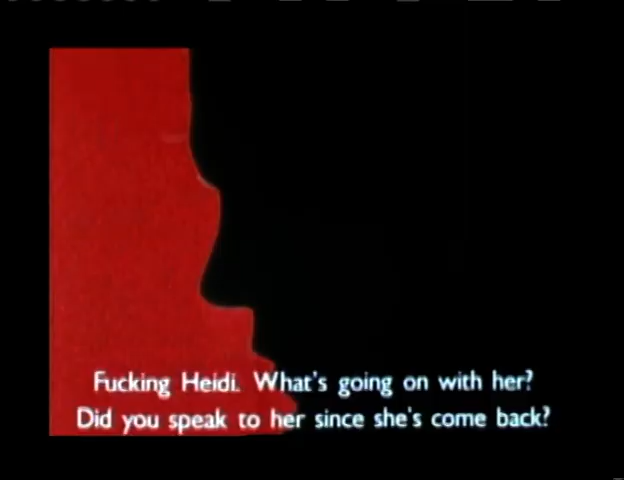 Fucking Heidi. What's going on with her?
Did you speak to her since she's come back?